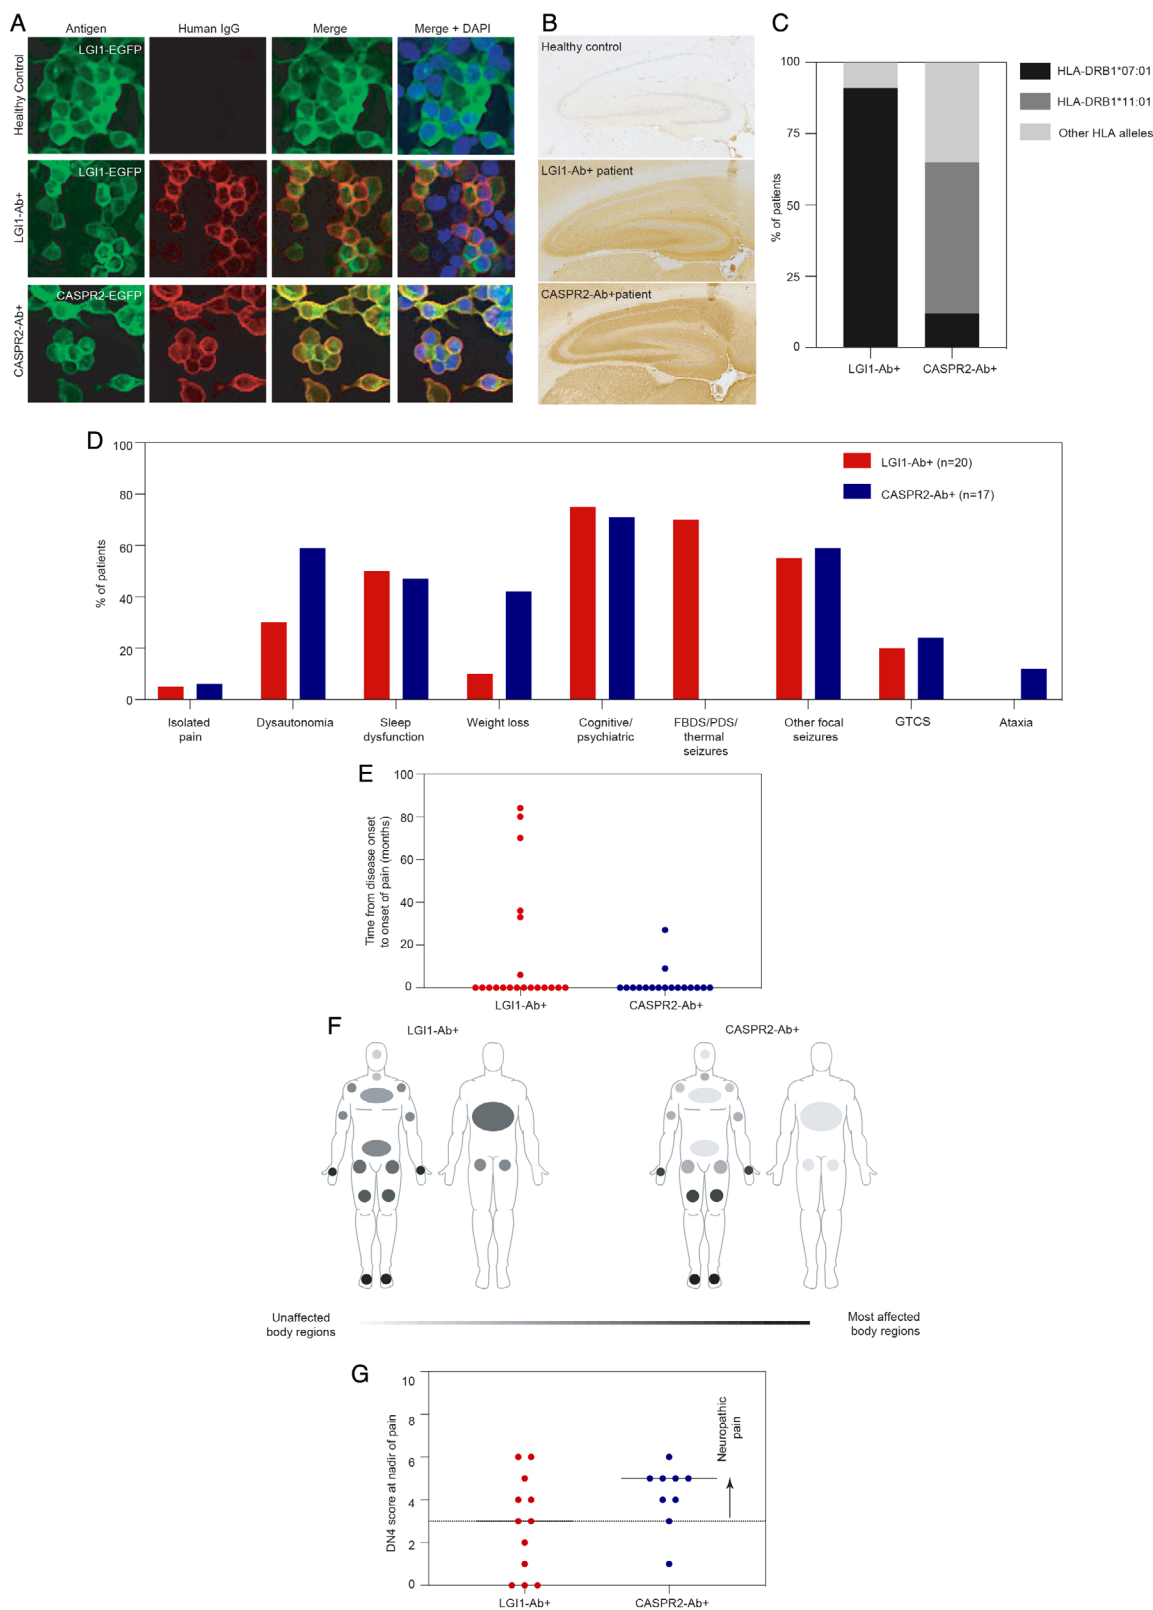 A
Antigen
Human IgG
Merge
Merge + DAPI
Healthy Control
LGI1-EGFP
LGI1-Ab+
LGI1-EGFP
CASPR2-Ab+
CASPR2-EGFP
B
Healthy control
LGI1-Ab+ patient
CASPR2-Ab+patient
C
% of patients
100
75
50
25
0
LGI1-Ab+
CASPR2-Ab+
HLA-DRB1*07:01
HLA-DRB1*11:01
Other HLA alleles
D
% of patients
100
80
60
40
20
0
LGI1-Ab+ (n=20)
CASPR2-Ab+ (n=17)
Isolated
pain
Dysautonomia
Sleep
dysfunction
Weight loss
Cognitive/
psychiatric
FBDS/PDS/
thermal
seizures
Other focal
seizures
GTCS
Ataxia
E
Time from disease onset
to onset of pain (months)
100
80
60
40
20
0
LGI1-Ab+
CASPR2-Ab+
F
LGI1-Ab+
CASPR2-Ab+
Unaffected
body regions
Most affected
body regions
G
DN4 score at nadir of pain
10
8
6
4
2
0
Neuropathic
pain
LGI1-Ab+
CASPR2-Ab+